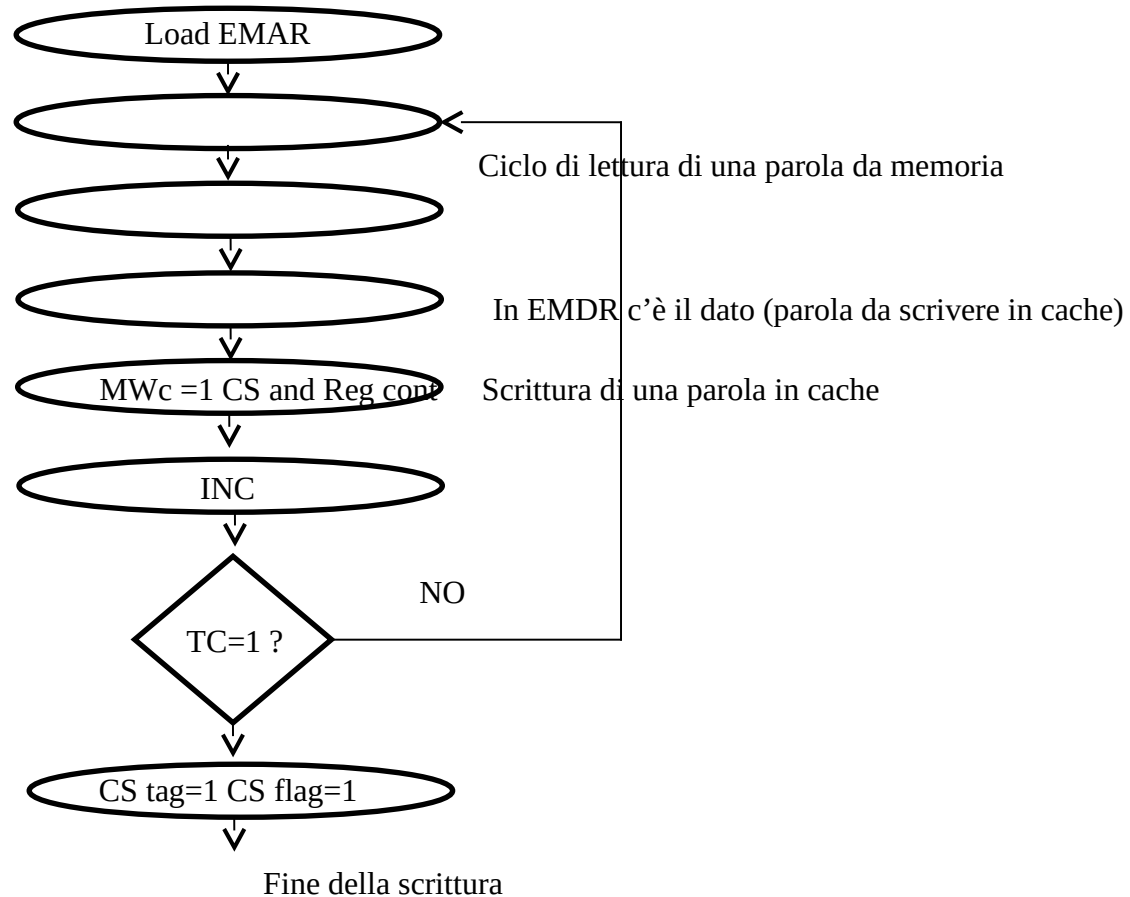 Load EMAR
Ciclo di lettura di una parola da memoria
In EMDR c’è il dato (parola da scrivere in cache)
MWc =1 CS and Reg cont
Scrittura di una parola in cache
INC
NO
TC=1 ?
CS tag=1 CS flag=1
Fine della scrittura